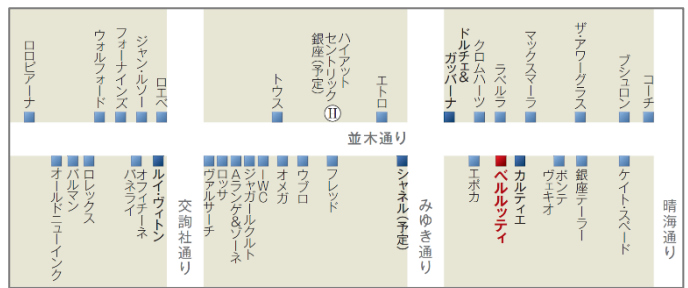 ロロピアーナ
ウォルフォード
フォーナインズ
ジャンルソー
ロエベ
トウス
ハイアット
セントリック
銀座(予定)
Ⅱ
エトロ
ドルチェ&
ガッバーナ
クロムハーツ
ラペルラ
マックスマーラ
ザ・アワーグラス
ブシュロン
コーチ
並木通り
オールドニューインク
バルマン
ロレックス
オフィチーネ
パネライ
ルイ・ヴィトン
交詢社通り
ヴァルサーチ
ロッサ
Aランゲ&ゾーネ
ジャガールクルト
IWC
オメガ
ウブロ
フレッド
シャネル(予定)
みゆき通り
エポカ
ベルルッティ
カルティエ
ポンテ
ヴェキオ
銀座テーラー
ケイト・スペード
晴海通り